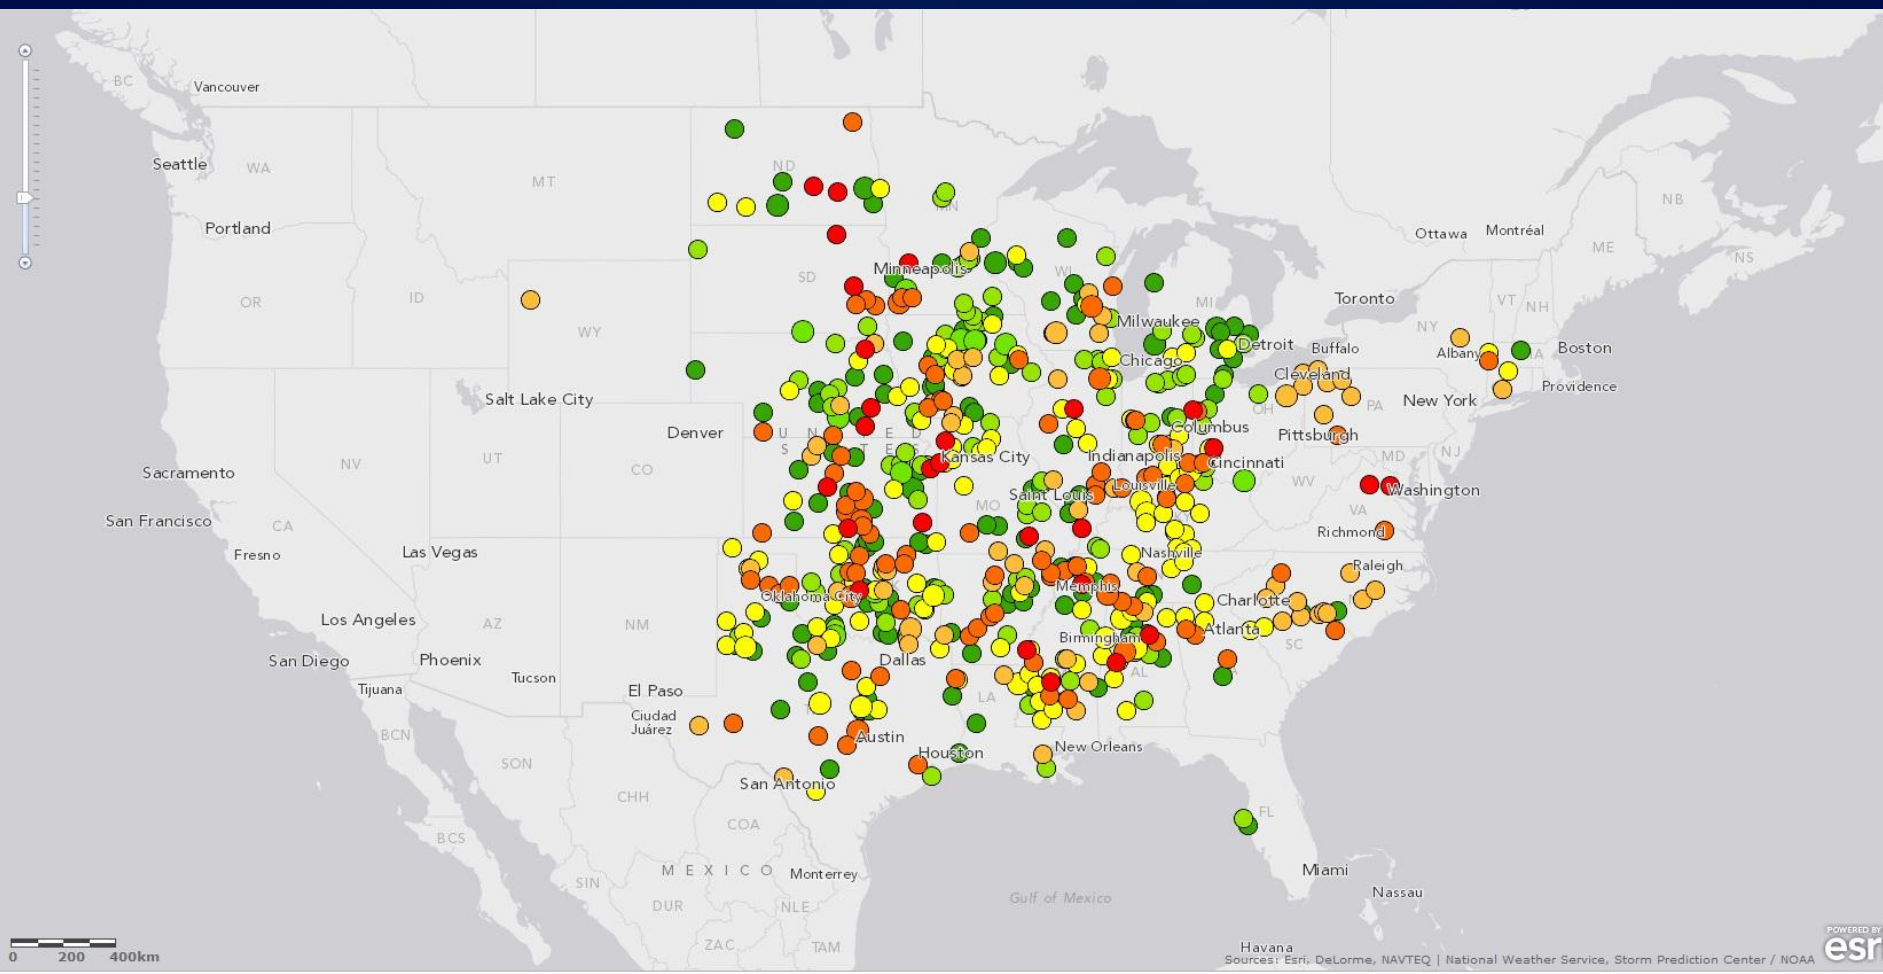 BC
Vancouver
Seattle
WA
MT
ND
MN
Portland
NB
Ottawa
Montréal
ME
NS
OR
ID
SD
Minneapolis
WI
MI
Toronto
VT
NH
WY
Milwaukee
NY
Detroit
Buffalo
Albany
Boston
Chicago
Cleveland
Providence
Salt Lake City
New York
OH
PA
Denver
U N E D
S E
Columbus
Pittsburgh
NJ
Sacramento
NV
UT
CO
Kansas City
Indianapolis
Cincinnati
MD
WV
Washington
Saint Louis
Louisville
MO
KY
VA
San Francisco
CA
Richmond
Fresno
Las Vegas
Nashville
Raleigh
Memphis
Oklahoma City
Charlotte
Los Angeles
AZ
NM
Atlanta
Birmingham
SC
San Diego
Phoenix
Dallas
Tucson
AL
Tijuana
El Paso
LA
Ciudad
Juárez
BCN
Austin
New Orleans
Houston
SON
San Antonio
CHH
FL
COA
BCS
MEXICO
Monterrey
Miami
SIN
Nassau
Gulf of Mexico
DUR
NLE
ZAC
TAM
Havana
0 200 400km
Sources: Esri, DeLorme, NAVTEQ | National Weather Service, Storm Prediction Center / NOAA
POWERED BY
esri